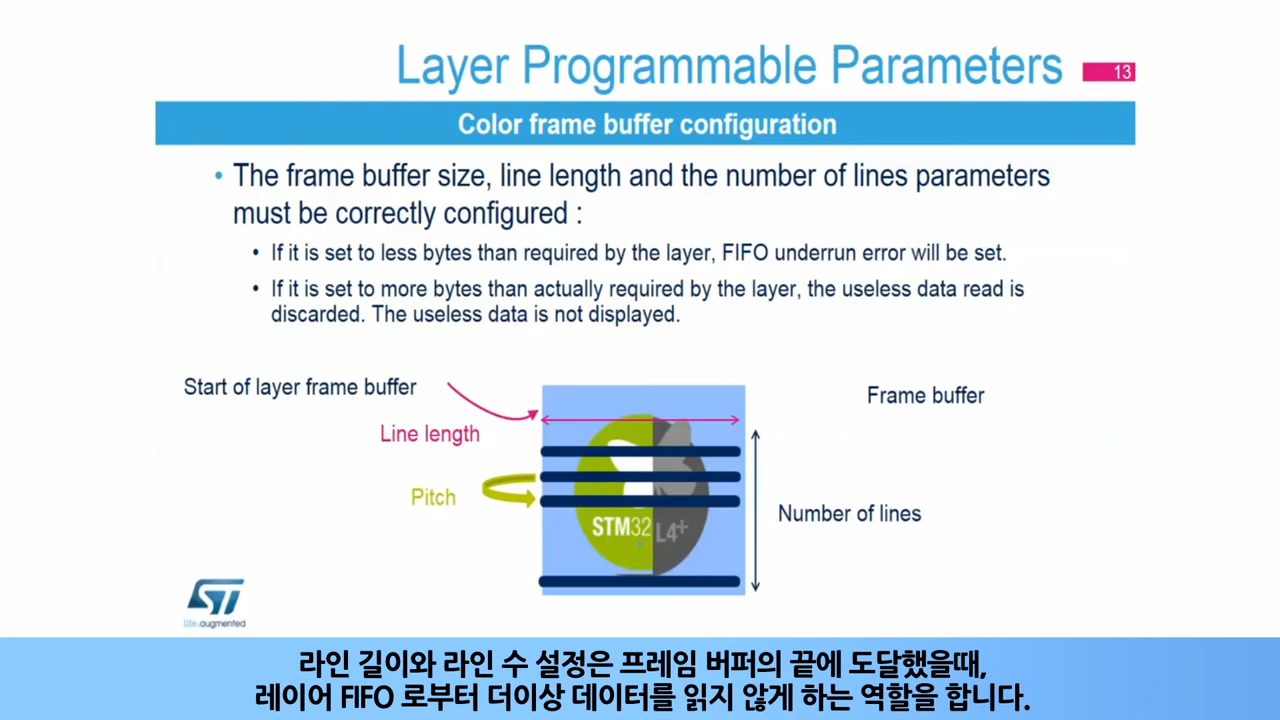 Layer Programmable Parameters
13
Color frame buffer configuration
• The frame buffer size, line length and the number of lines parameters
must be correctly configured :
• If it is set to less bytes than required by the layer, FIFO underrun error will be set.
• If it is set to more bytes than actually required by the layer, the useless data read is
discarded. The useless data is not displayed.
Start of layer frame buffer
Frame buffer
Line length
Pitch
Number of lines
STM32
L4+
ST
life.augmented
라인 길이와 라인 수 설정은 프레임 버퍼의 끝에 도달했을때,
레이어 FIFO 로부터 더이상 데이터를 읽지 않게 하는 역할을 합니다.